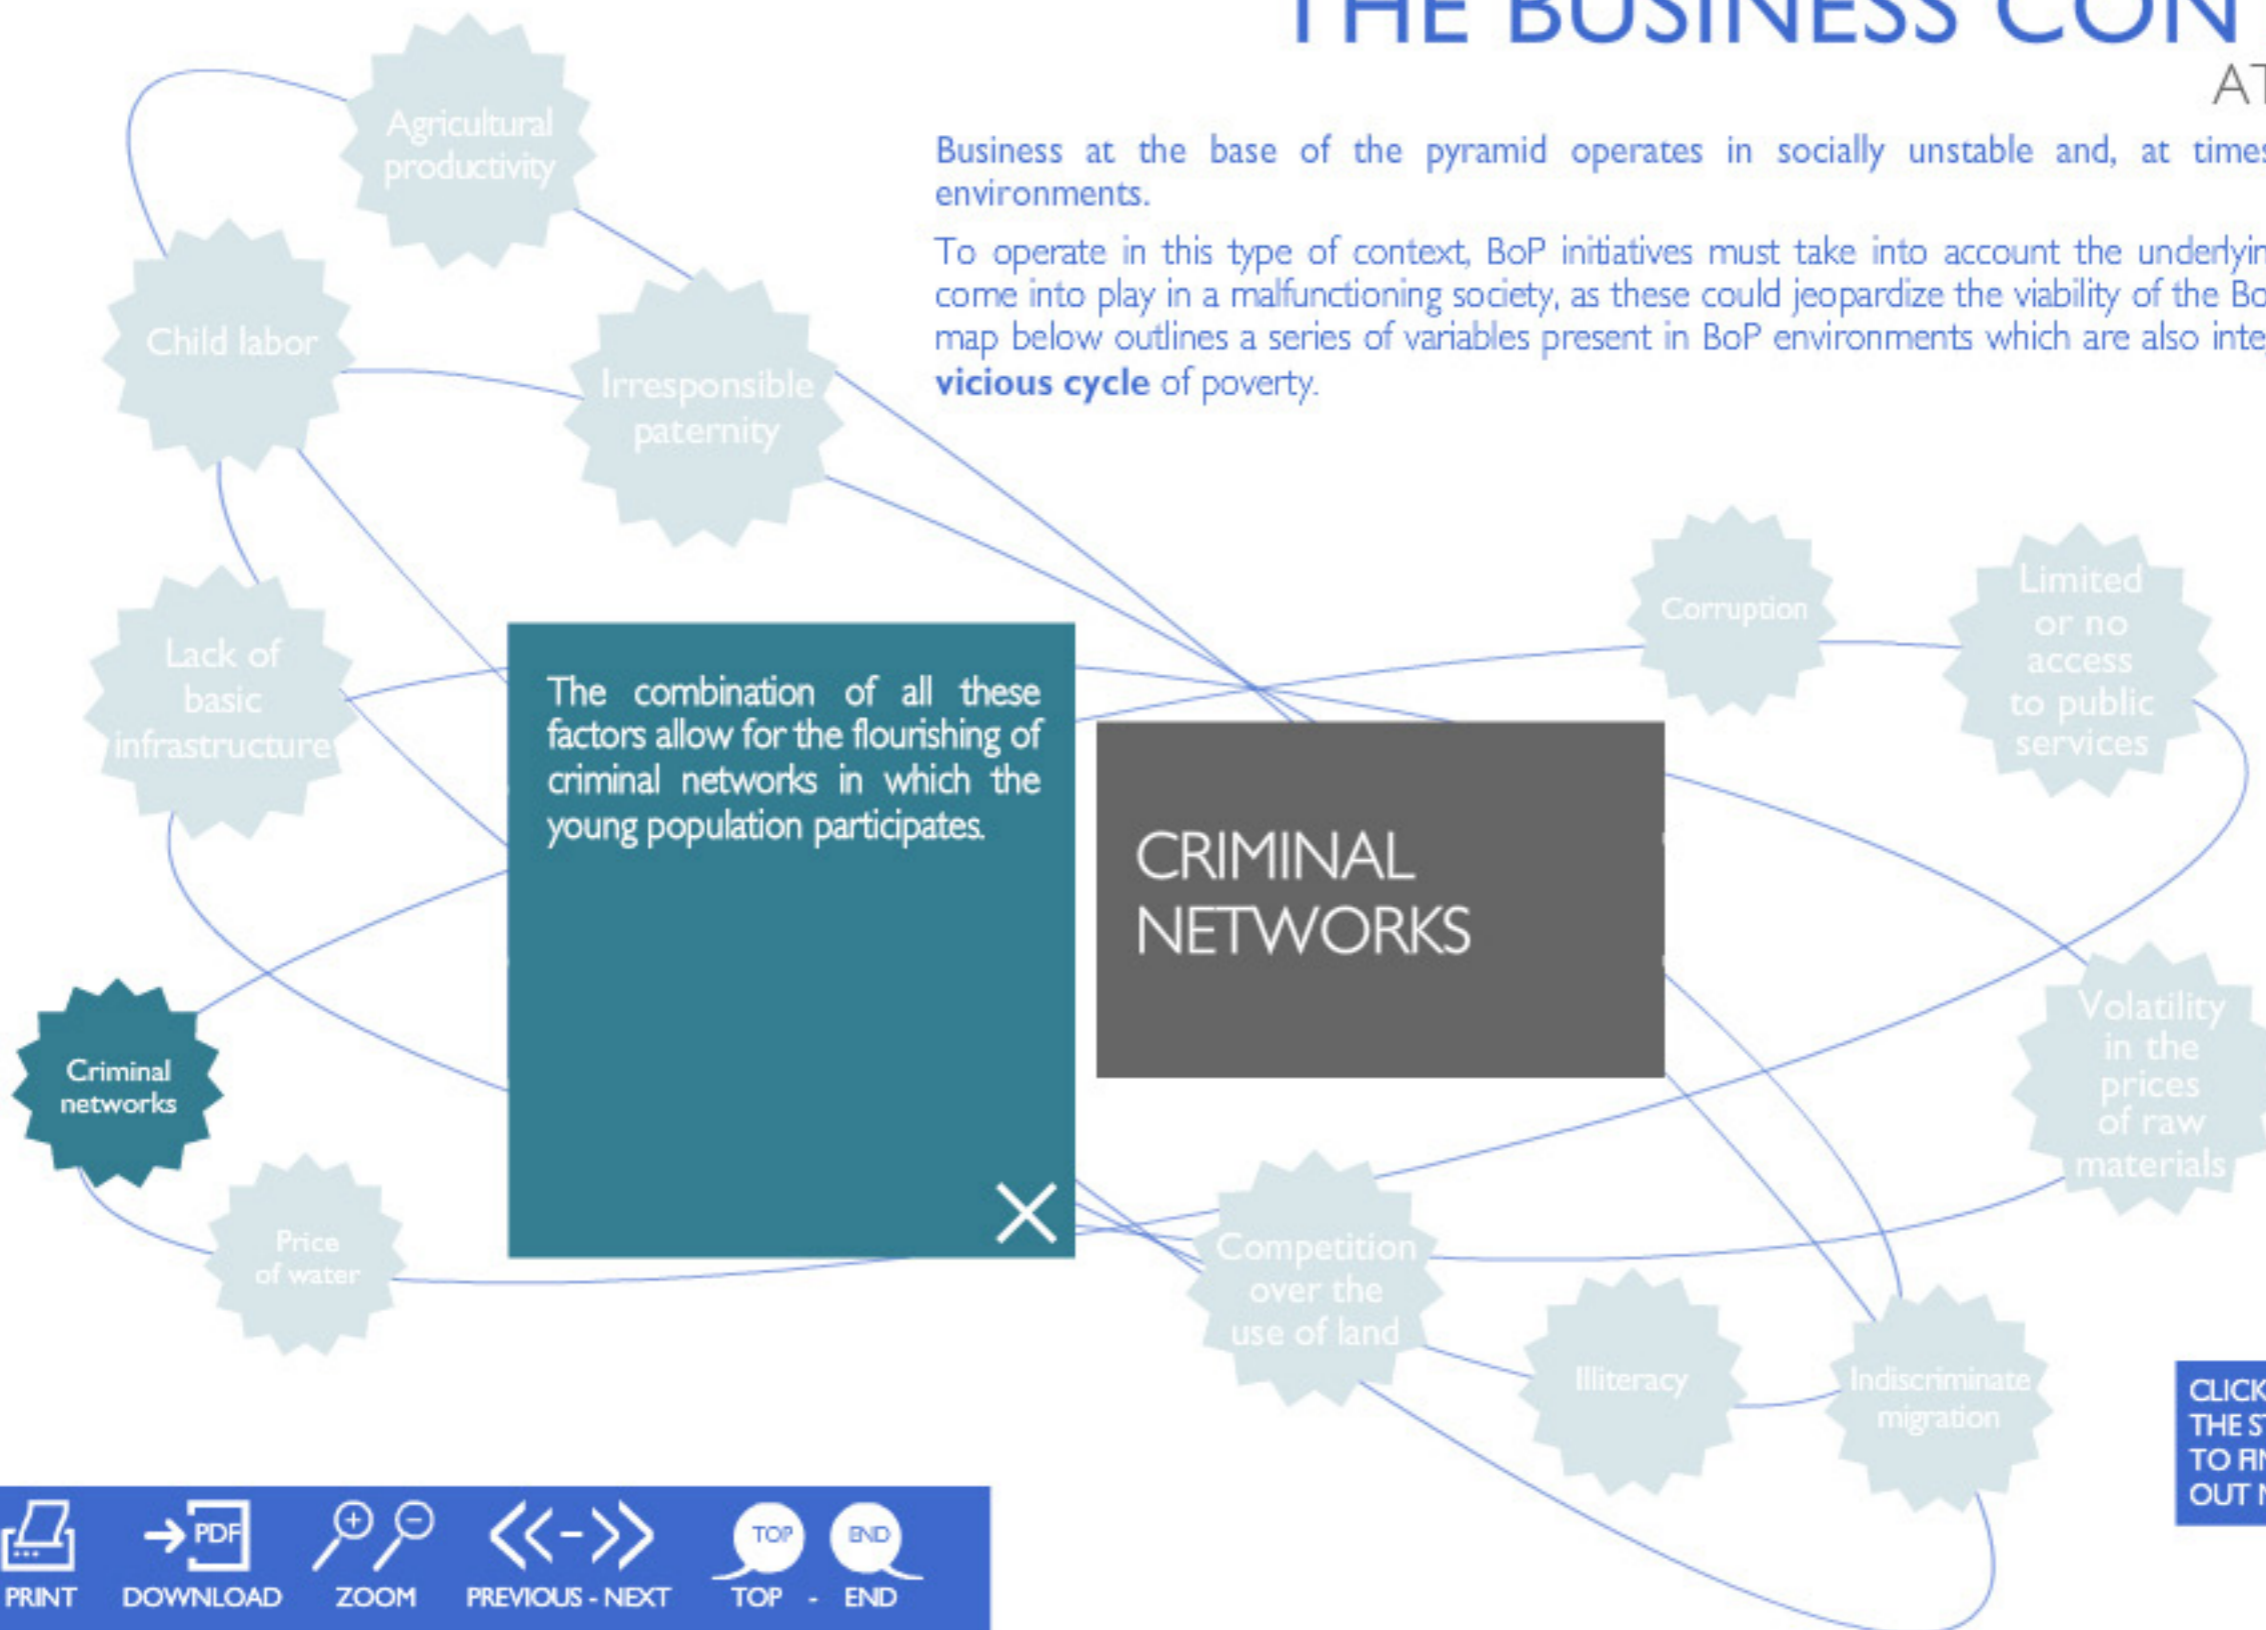 THE BUSINESS CON
AT
Business at the base of the pyramid operates in socially unstable and, at times
environments.
To operate in this type of context, BoP initiatives must take into account the
come into play in a malfunctioning society, as these could jeopardize the viability of the
map below outlines a series of variables present in BoP environments which are also
vicious cycle of poverty.
Agricultural
productivity
Child labor
Irresponsible
paternity
Corruption
Limited
or no
access
to public
services
Lack of
basic
infrastructure
The combination of all these
factors allow for the flourishing of
criminal networks in which the
young population participates.
CRIMINAL
NETWORKS
Volatility
in the
prices
of raw
materials
Criminal
networks
Price
of water
Competition
over the
use of land
Illiteracy
Indiscriminate
migration
CLICK
THE
TO
OUT
PDF
TOP
END
PRINT
DOWNLOAD
ZOOM
PREVIOUS - NEXT
TOP - END